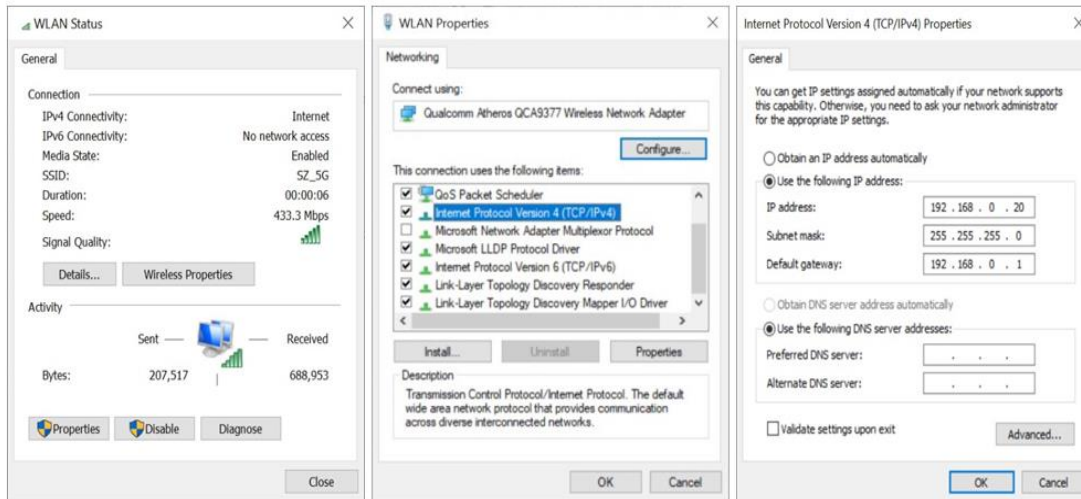 WLAN Status
General
Connection
IPv4 Connectivity: Internet
IPv6 Connectivity: No network access
Media State: Enabled
SSID: SZ_5G
Duration: 00:00:06
Speed: 433.3 Mbps
Signal Quality:
Details... Wireless Properties
Activity
Sent Received
Bytes: 207,517 688,953
Properties Disable Diagnose
Close
WLAN Properties
Networking
Connect using:
Qualcomm Atheros QCA9377 Wireless Network Adapter
Configure...
This connection uses the following items:
QoS Packet Scheduler
Internet Protocol Version 4 (TCP/IPv4)
Microsoft Network Adapter Multiplexor Protocol
Microsoft LLDP Protocol Driver
Internet Protocol Version 6 (TCP/IPv6)
Link-Layer Topology Discovery Responder
Link-Layer Topology Discovery Mapper I/O Driver
Install... Uninstall Properties
Description
Transmission Control Protocol/Internet Protocol. The default
wide area network protocol that provides communication
across diverse interconnected networks.
OK Cancel
Internet Protocol Version 4 (TCP/IPv4) Properties
General
You can get IP settings assigned automatically if your network supports
this capability. Otherwise, you need to ask your network administrator
for the appropriate IP settings.
Obtain an IP address automatically
Use the following IP address:
IP address: 192 . 168 . 0 . 20
Subnet mask: 255 . 255 . 255 . 0
Default gateway: 192 . 168 . 0 . 1
Obtain DNS server address automatically
Use the following DNS server addresses:
Preferred DNS server: . . .
Alternate DNS server: . . .
Validate settings upon exit
Advanced...
OK Cancel